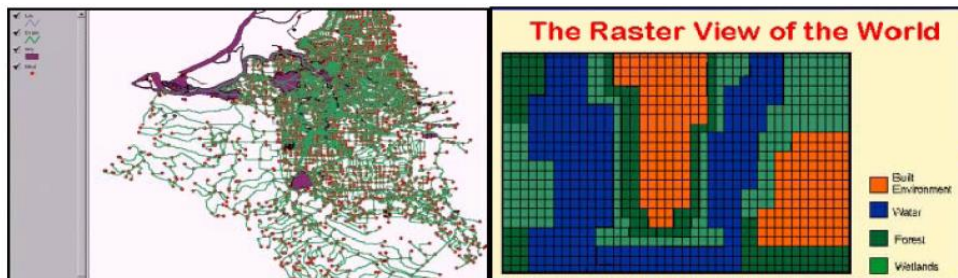 The Raster View of the World
Built
Environment
Water
Forest
Wetlands